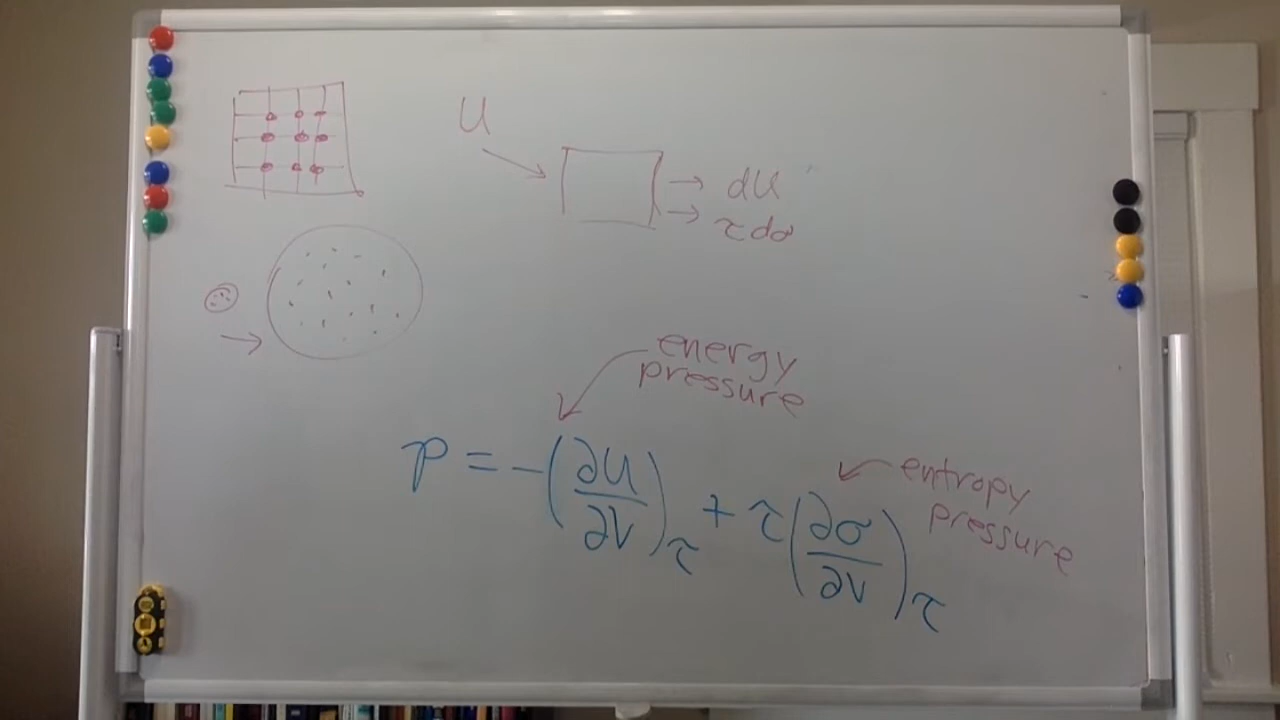 U
dU
τdσ
energy
pressure
p = -(∂U/∂V)τ + τ(∂σ/∂V)τ
entropy
pressure